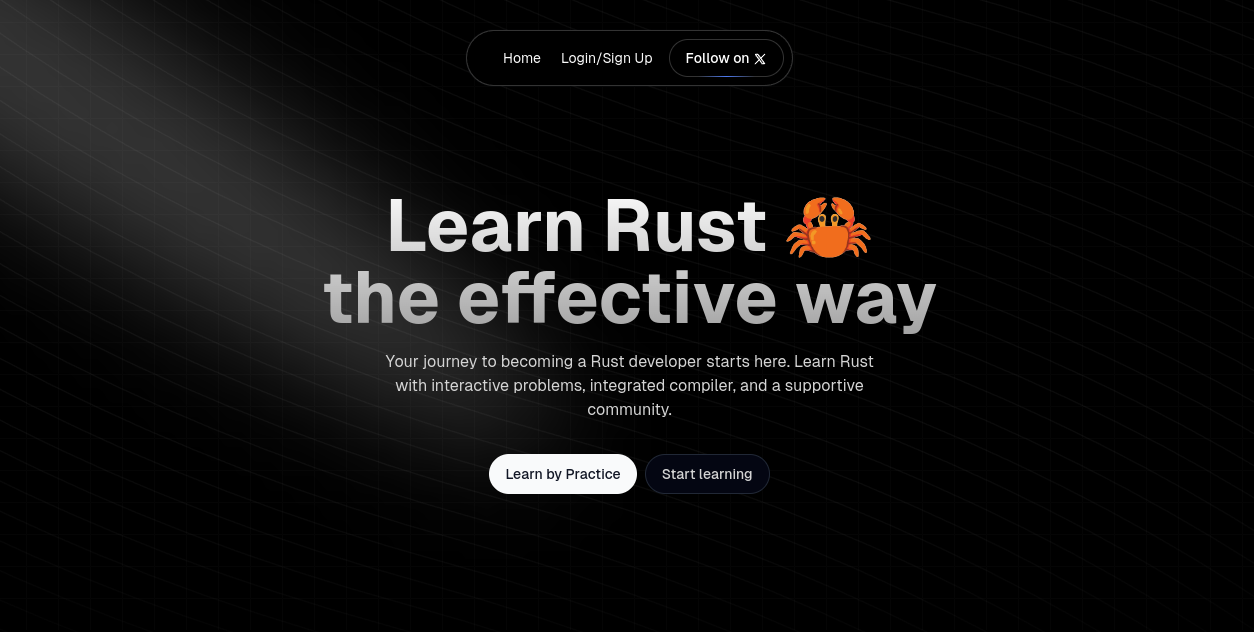 Home Login/Sign Up Follow on X
Learn Rust 🦀
the effective way
Your journey to becoming a Rust developer starts here. Learn Rust
with interactive problems, integrated compiler, and a supportive
community.
Learn by Practice Start learning